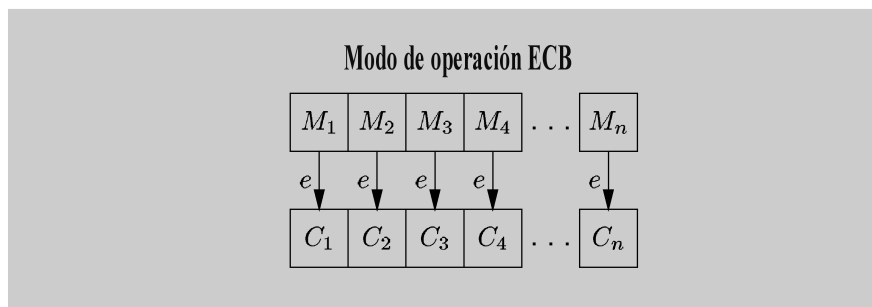 Modo de operación ECB
M₁ M₂ M₃ M₄ . . . Mₙ
e e e e e
C₁ C₂ C₃ C₄ . . . Cₙ